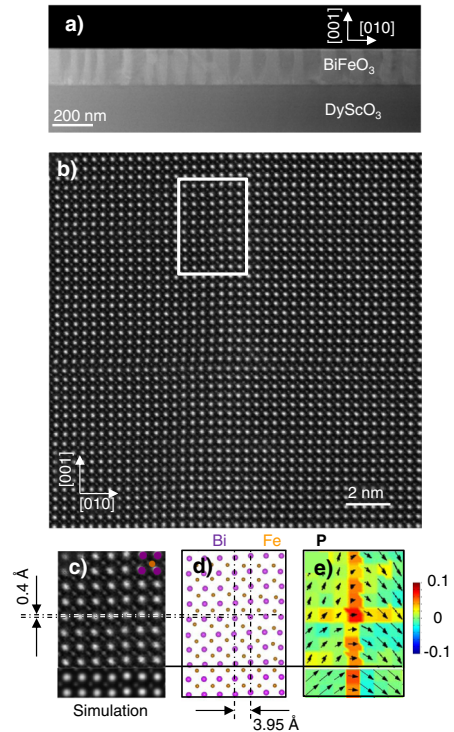 a)
[001]
[010]
BiFeO₃
DyScO₃
200 nm
b)
[001]
[010]
2 nm
Bi
Fe
P
c)
d)
e)
0.4 Å
0.1
0
-0.1
Simulation
3.95 Å